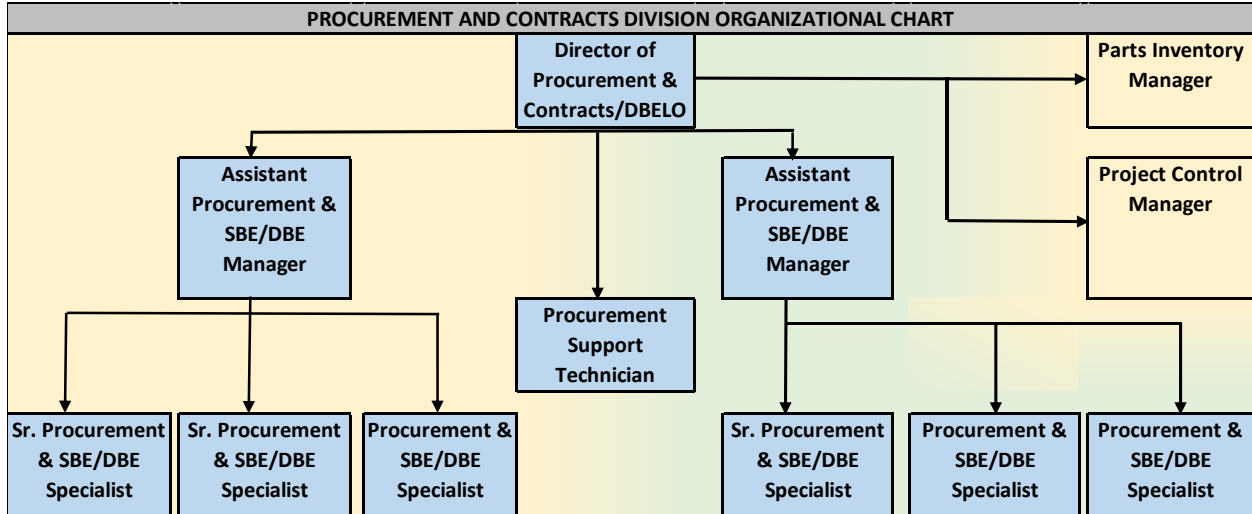 PROCUREMENT AND CONTRACTS DIVISION ORGANIZATIONAL CHART
Director of
Procurement &
Contracts/DBELO
Parts Inventory
Manager
Assistant
Procurement &
SBE/DBE
Manager
Assistant
Procurement &
SBE/DBE
Manager
Project Control
Manager
Procurement
Support
Technician
Sr. Procurement
& SBE/DBE
Specialist
Sr. Procurement
& SBE/DBE
Specialist
Procurement &
SBE/DBE
Specialist
Sr. Procurement
& SBE/DBE
Specialist
Procurement &
SBE/DBE
Specialist
Procurement &
SBE/DBE
Specialist